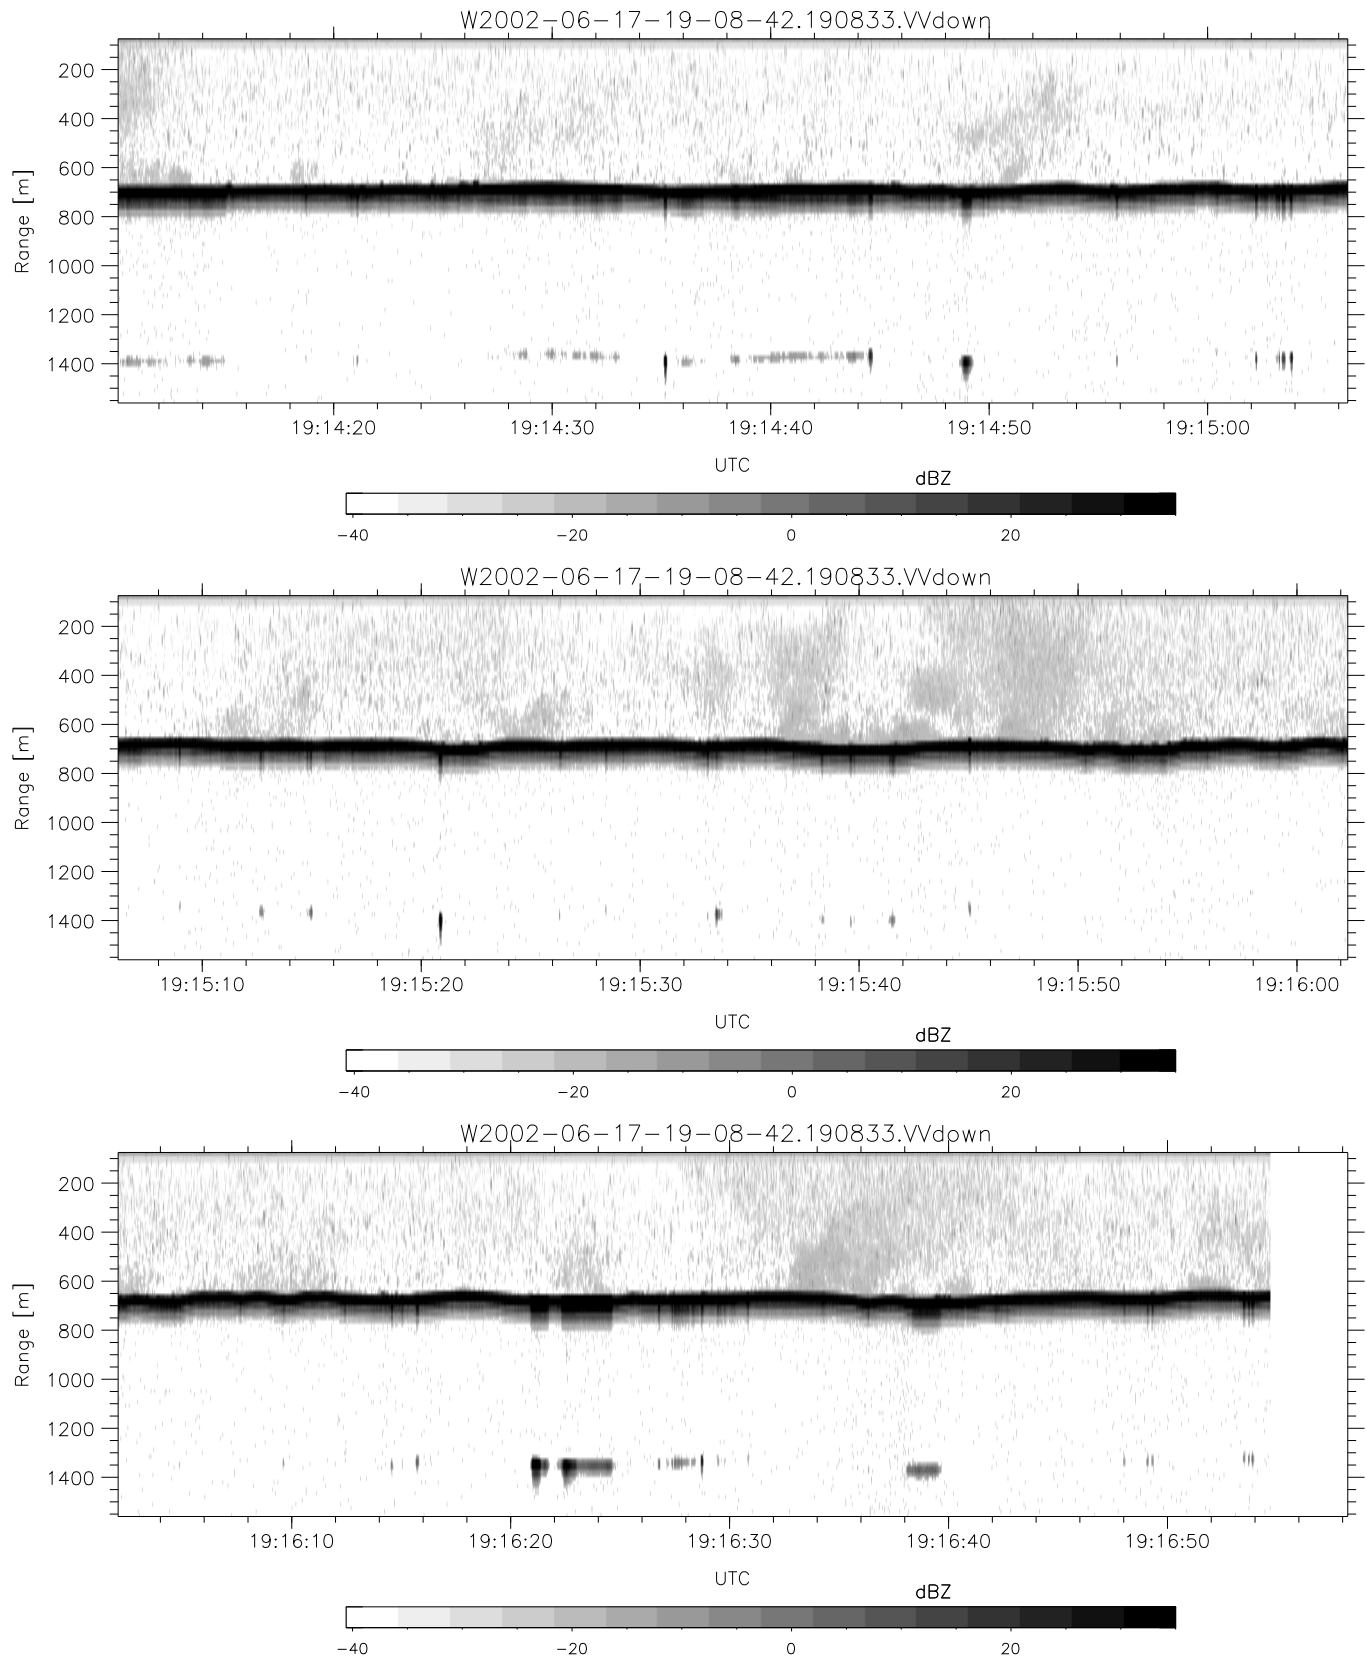 W2002-06-17-19-08-42.190833.VVdown
200
400
600
800
1000
1200
1400
Range [m]
19:14:20 19:14:30 19:14:40 19:14:50 19:15:00
UTC
dBZ
-40 -20 0 20
W2002-06-17-19-08-42.190833.VVdown
200
400
600
800
1000
1200
1400
Range [m]
19:15:10 19:15:20 19:15:30 19:15:40 19:15:50 19:16:00
UTC
dBZ
-40 -20 0 20
W2002-06-17-19-08-42.190833.VVdown
200
400
600
800
1000
1200
1400
Range [m]
19:16:10 19:16:20 19:16:30 19:16:40 19:16:50
UTC
dBZ
-40 -20 0 20